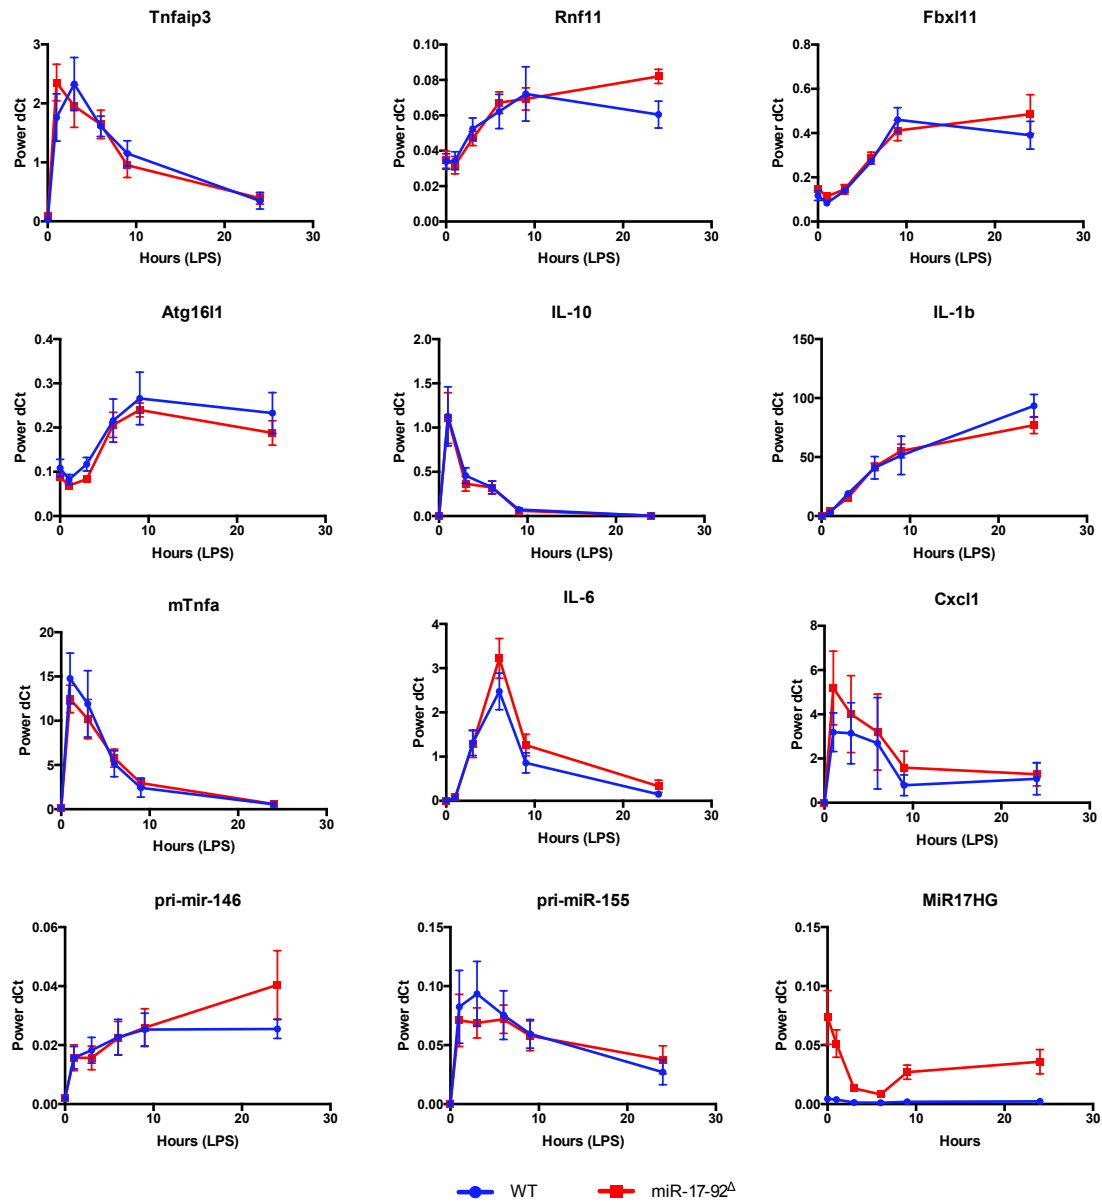 Tnfaip3
Rnf11
Fbxl11
Power dCt
3
2
1
0
0 10 20 30
Hours (LPS)
Power dCt
0.10
0.08
0.06
0.04
0.02
0.00
0 10 20 30
Hours (LPS)
Power dCt
0.8
0.6
0.4
0.2
0.0
0 10 20 30
Hours (LPS)
Atg16l1
IL-10
IL-1b
Power dCt
0.4
0.3
0.2
0.1
0.0
0 10 20 30
Hours (LPS)
Power dCt
2.0
1.5
1.0
0.5
0.0
0 10 20 30
Hours (LPS)
Power dCt
150
100
50
0
0 10 20 30
Hours (LPS)
mTnfa
IL-6
Cxcl1
Power dCt
20
15
10
5
0
0 10 20 30
Hours (LPS)
Power dCt
4
3
2
1
0
0 10 20 30
Hours (LPS)
Power dCt
8
6
4
2
0
0 10 20 30
Hours (LPS)
pri-mir-146
pri-miR-155
MiR17HG
Power dCt
0.06
0.04
0.02
0.00
0 10 20 30
Hours (LPS)
Power dCt
0.15
0.10
0.05
0.00
0 10 20 30
Hours (LPS)
Power dCt
0.15
0.10
0.05
0.00
0 10 20 30
Hours
WT
miR-17-92Δ